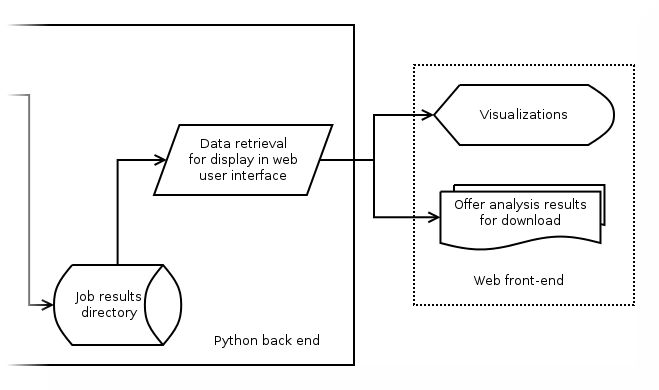 Data retrieval
for display in web
user interface
Visualizations
Offer analysis results
for download
Web front-end
Job results
directory
Python back end